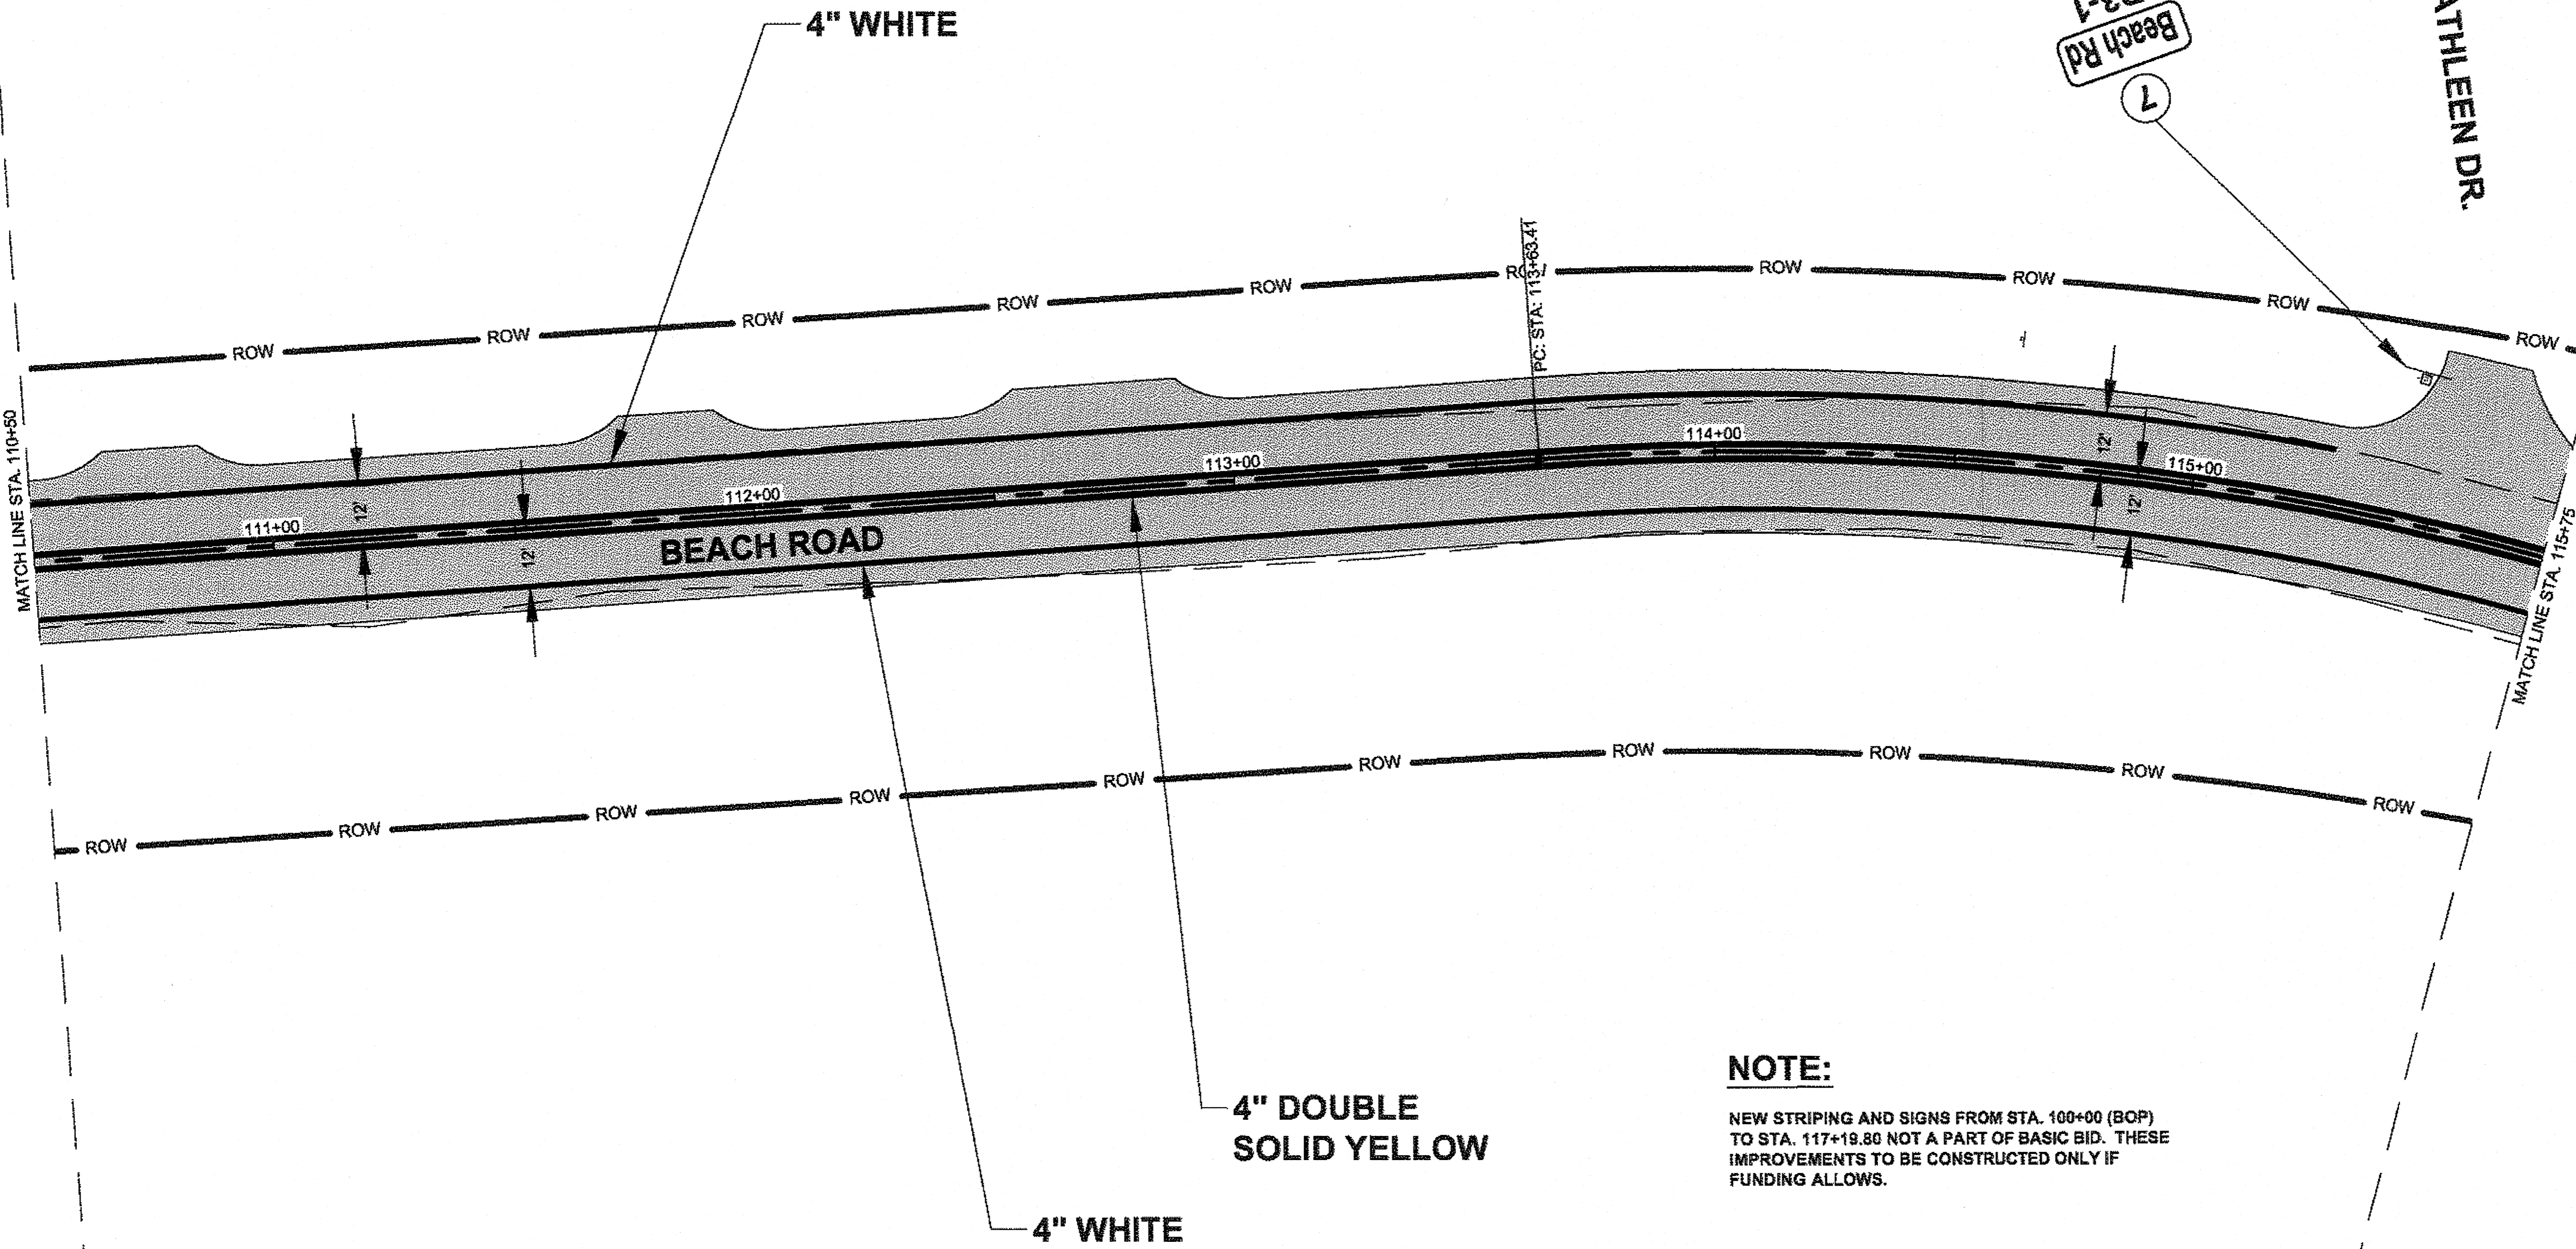 4" WHITE
Beach Rd
7
ATHLEEN DR.
PC: STA: 113+63.41
ROW
ROW
ROW
ROW
ROW
ROW
ROW
ROW
ROW
ROW
MATCH LINE STA. 110+50
111+00
112+00
113+00
114+00
115+00
12'
12'
12'
12'
BEACH ROAD
MATCH LINE STA. 115+75
ROW
ROW
ROW
ROW
ROW
ROW
ROW
ROW
ROW
ROW
4" DOUBLE
SOLID YELLOW
4" WHITE
NOTE:
NEW STRIPING AND SIGNS FROM STA. 100+00 (BOP)
TO STA. 117+19.80 NOT A PART OF BASIC BID. THESE
IMPROVEMENTS TO BE CONSTRUCTED ONLY IF
FUNDING ALLOWS.